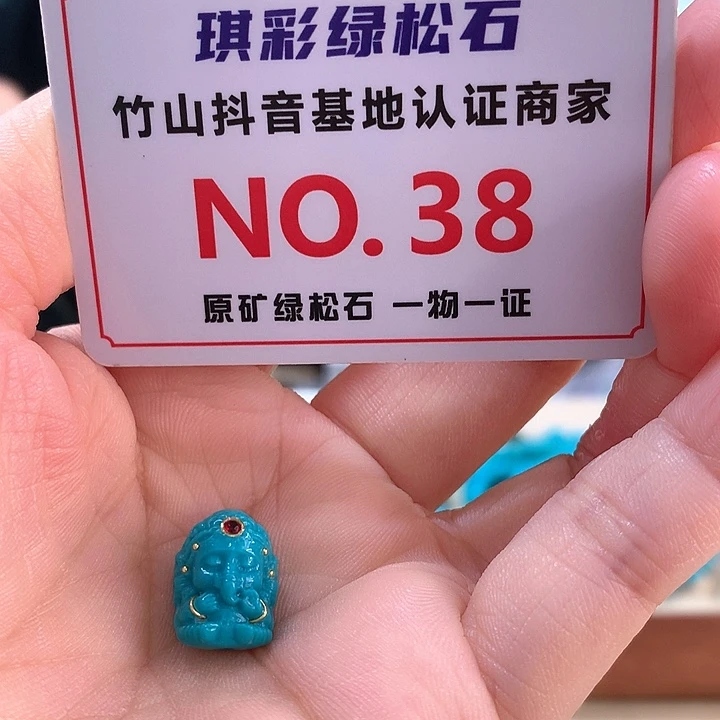 琪彩绿松石
竹山抖音基地认证商家
NO. 38
原矿绿松石 一物一证